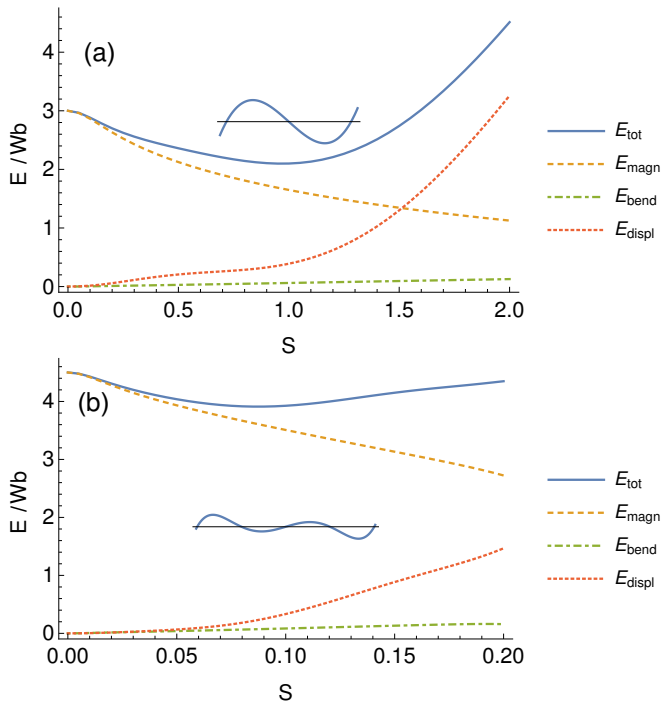 (a)
4
3
2
1
0
E / Wb
0.0 0.5 1.0 1.5 2.0
S
E_tot
E_magn
E_bend
E_displ
(b)
4
3
2
1
0
E / Wb
0.00 0.05 0.10 0.15 0.20
S
E_tot
E_magn
E_bend
E_displ